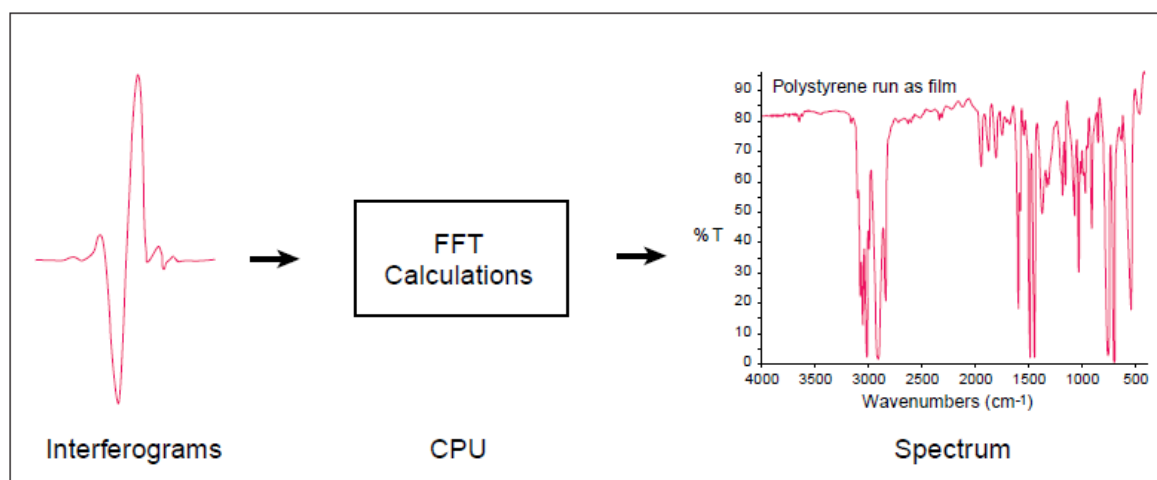 Polystyrene run as film
90
80
70
60
50
40
30
20
10
0
% T
4000 3500 3000 2500 2000 1500 1000 500
Wavenumbers (cm-1)
FFT
Calculations
Interferograms
CPU
Spectrum